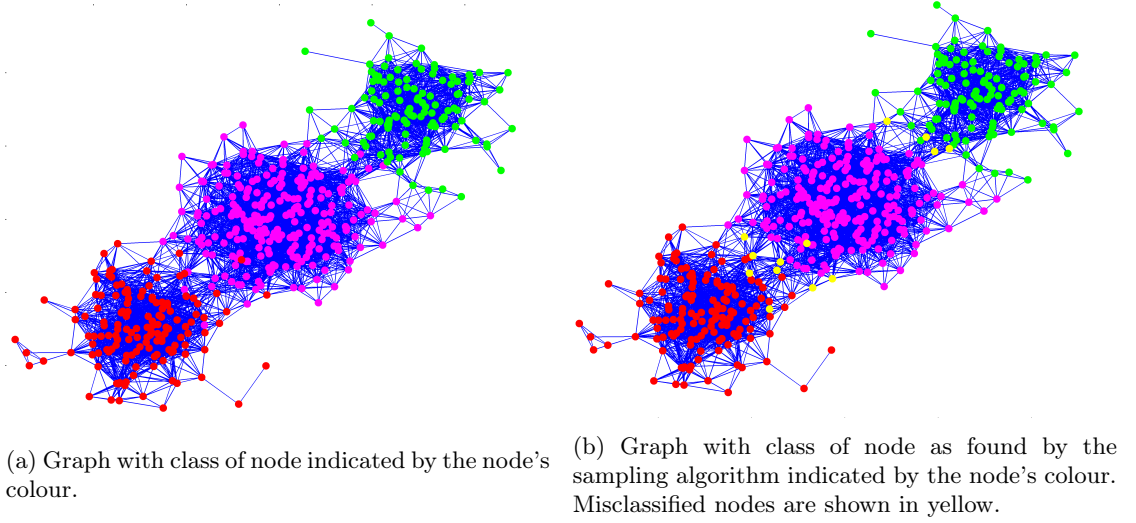 (a) Graph with class of node indicated by the node's
colour.
(b) Graph with class of node as found by the
sampling algorithm indicated by the node's colour.
Misclassified nodes are shown in yellow.